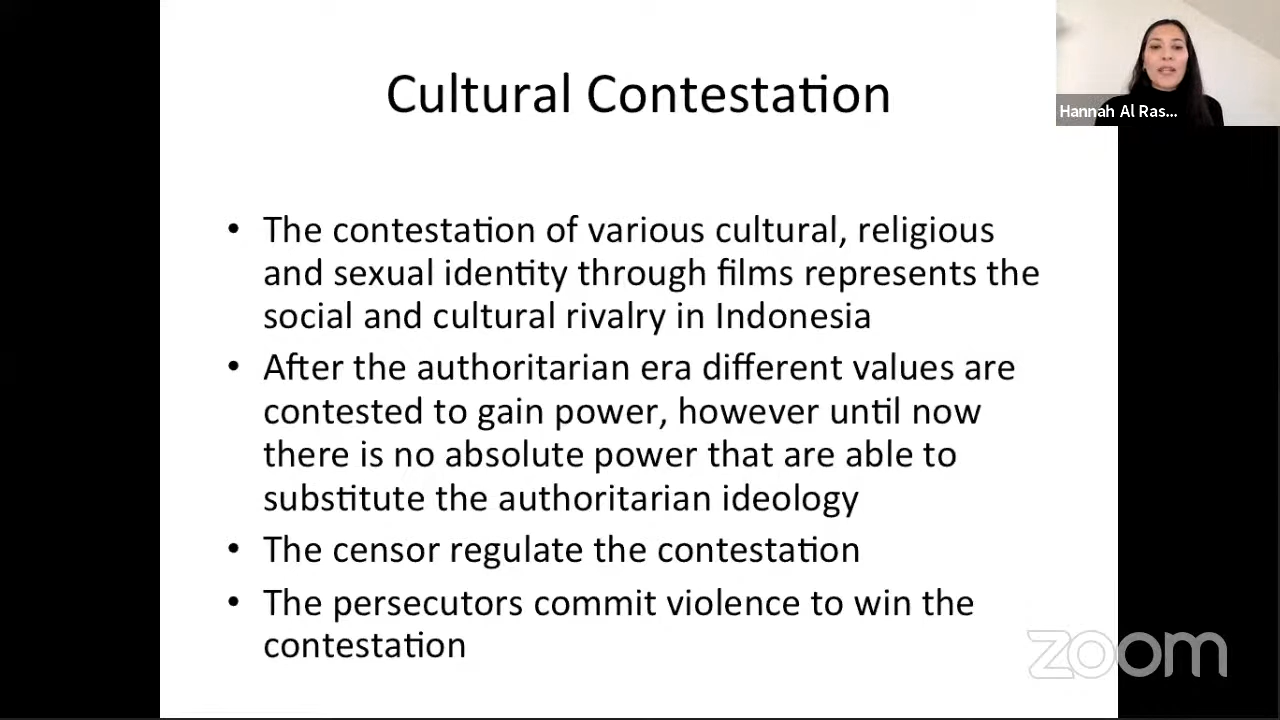 Cultural Contestation
Hannah Al Ras...
• The contestation of various cultural, religious
and sexual identity through films represents the
social and cultural rivalry in Indonesia
• After the authoritarian era different values are
contested to gain power, however until now
there is no absolute power that are able to
substitute the authoritarian ideology
• The censor regulate the contestation
• The persecutors commit violence to win the
contestation
zoom